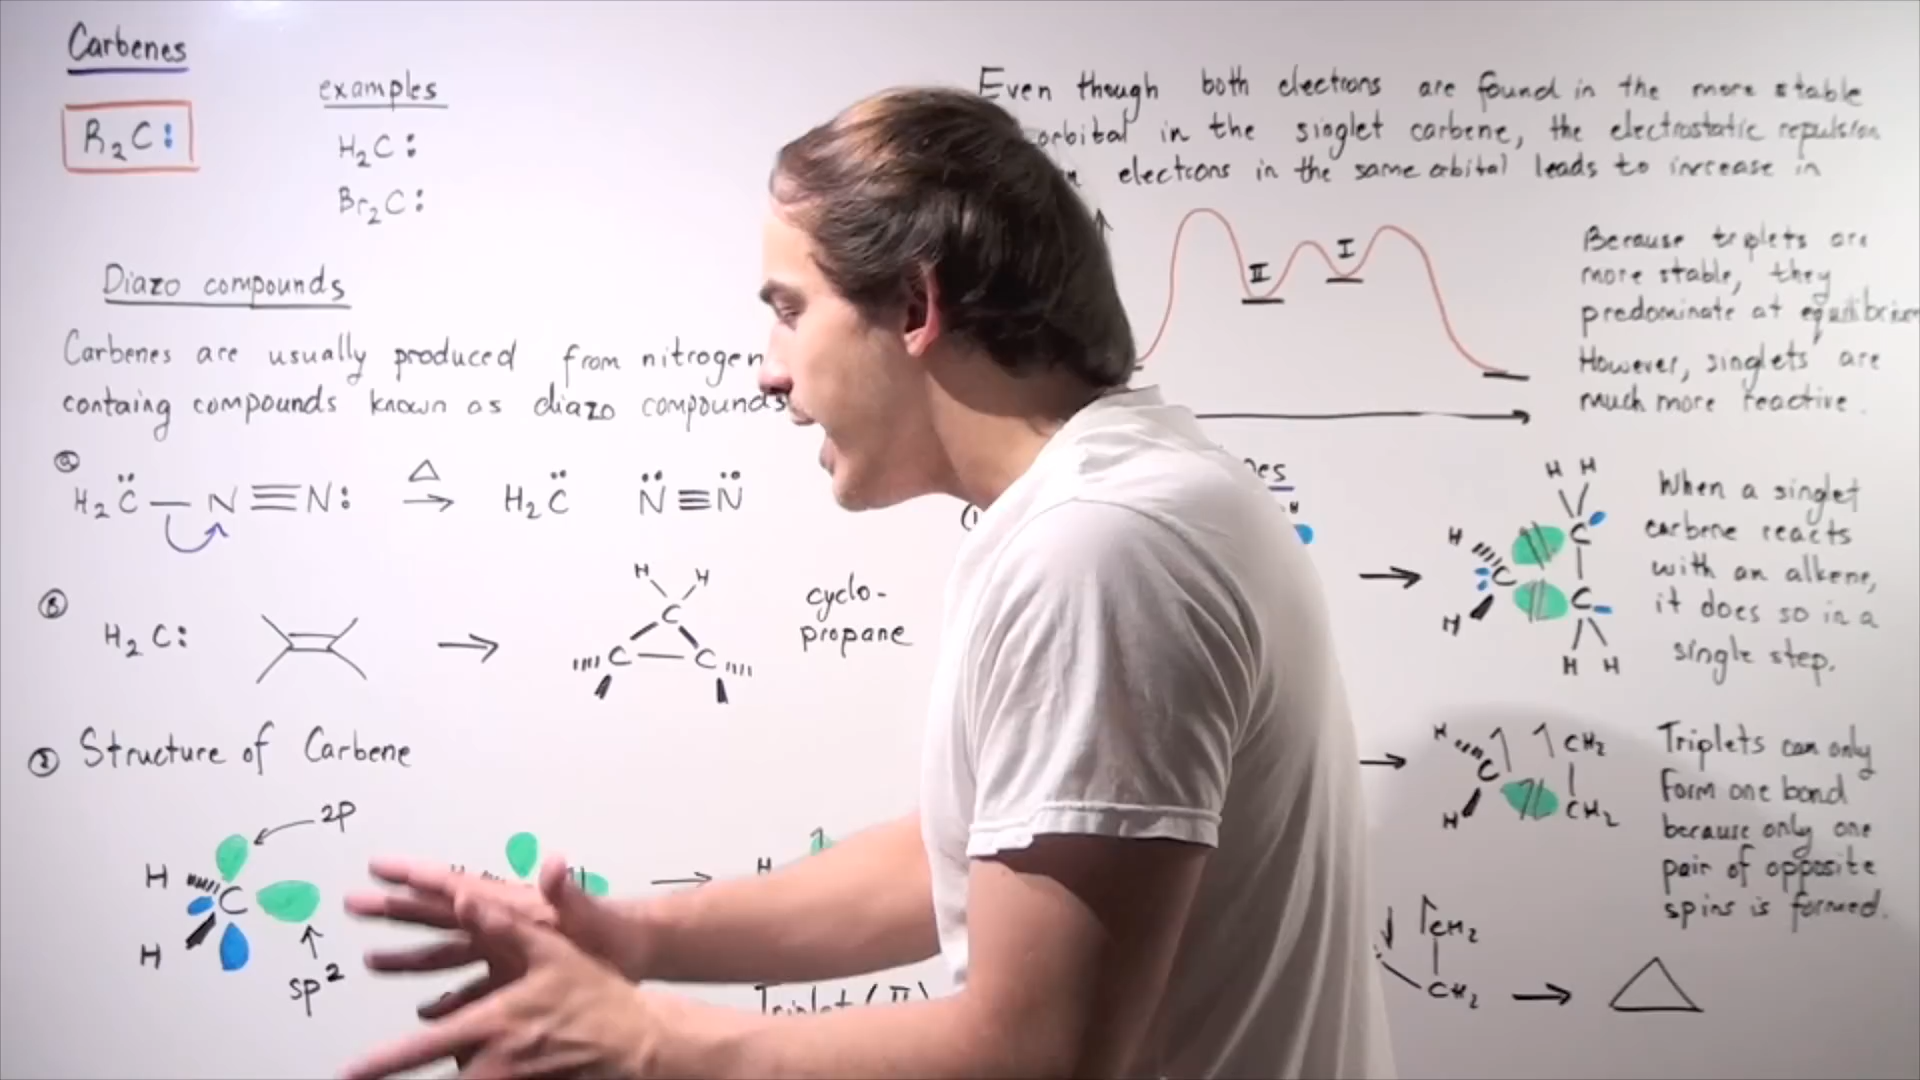 Carbenes
R₂C:
examples
H₂C:
Br₂C:
Diazo compounds
Carbenes are usually produced from nitrogen
containg compounds known as diazo compounds
a
H₂C̈ — N ≡ N: △ → H₂C̈ N̈ ≡ N̈
B
H₂C: →
H H
C
C — C
cyclo-
propane
Structure of Carbene
2p
H
C
H
sp²
→ H
Triplet (II)
Even though both electrons are found in the more stable
orbital in the singlet carbene, the electrostatic repulsion
electrons in the same orbital leads to increase in
II
I
Because triplets are
more stable, they
predominate at equilibrium
However, singlets are
much more reactive.
→
H H
C
H
C
C
H
H H
When a singlet
carbene reacts
with an alkene,
it does so in a
single step.
→
H
C
H
CH₂
CH₂
Triplets can only
form one bond
because only one
pair of opposite
spins is formed.
CH₂
CH₂ →